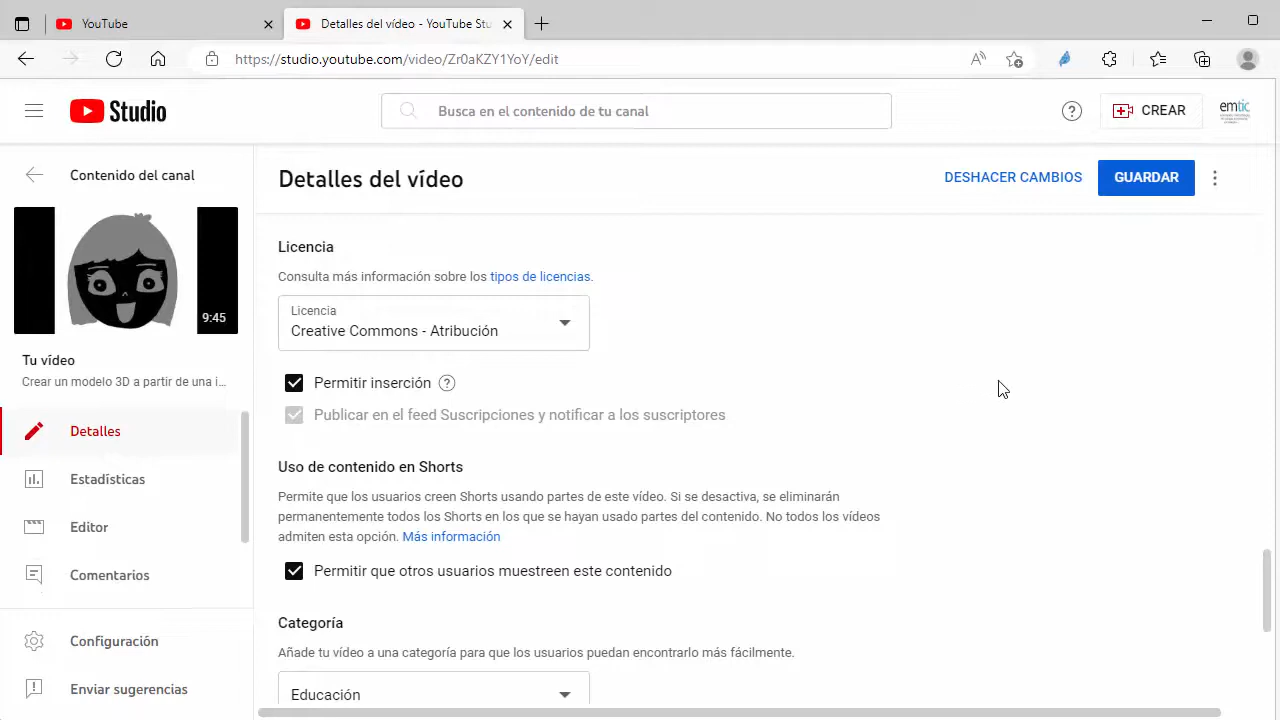 YouTube
Detalles del vídeo - YouTube Stu
https://studio.youtube.com/video/Zr0aKZY1YoY/edit
Studio
Busca en el contenido de tu canal
CREAR
emtic
Contenido del canal
Detalles del vídeo
DESHACER CAMBIOS
GUARDAR
9:45
Tu vídeo
Crear un modelo 3D a partir de una i...
Detalles
Estadísticas
Editor
Comentarios
Configuración
Enviar sugerencias
Licencia
Consulta más información sobre los tipos de licencias.
Licencia
Creative Commons - Atribución
Permitir inserción
Publicar en el feed Suscripciones y notificar a los suscriptores
Uso de contenido en Shorts
Permite que los usuarios creen Shorts usando partes de este vídeo. Si se desactiva, se eliminarán
permanentemente todos los Shorts en los que se hayan usado partes del contenido. No todos los vídeos
admiten esta opción. Más información
Permitir que otros usuarios muestreen este contenido
Categoría
Añade tu vídeo a una categoría para que los usuarios puedan encontrarlo más fácilmente.
Educación